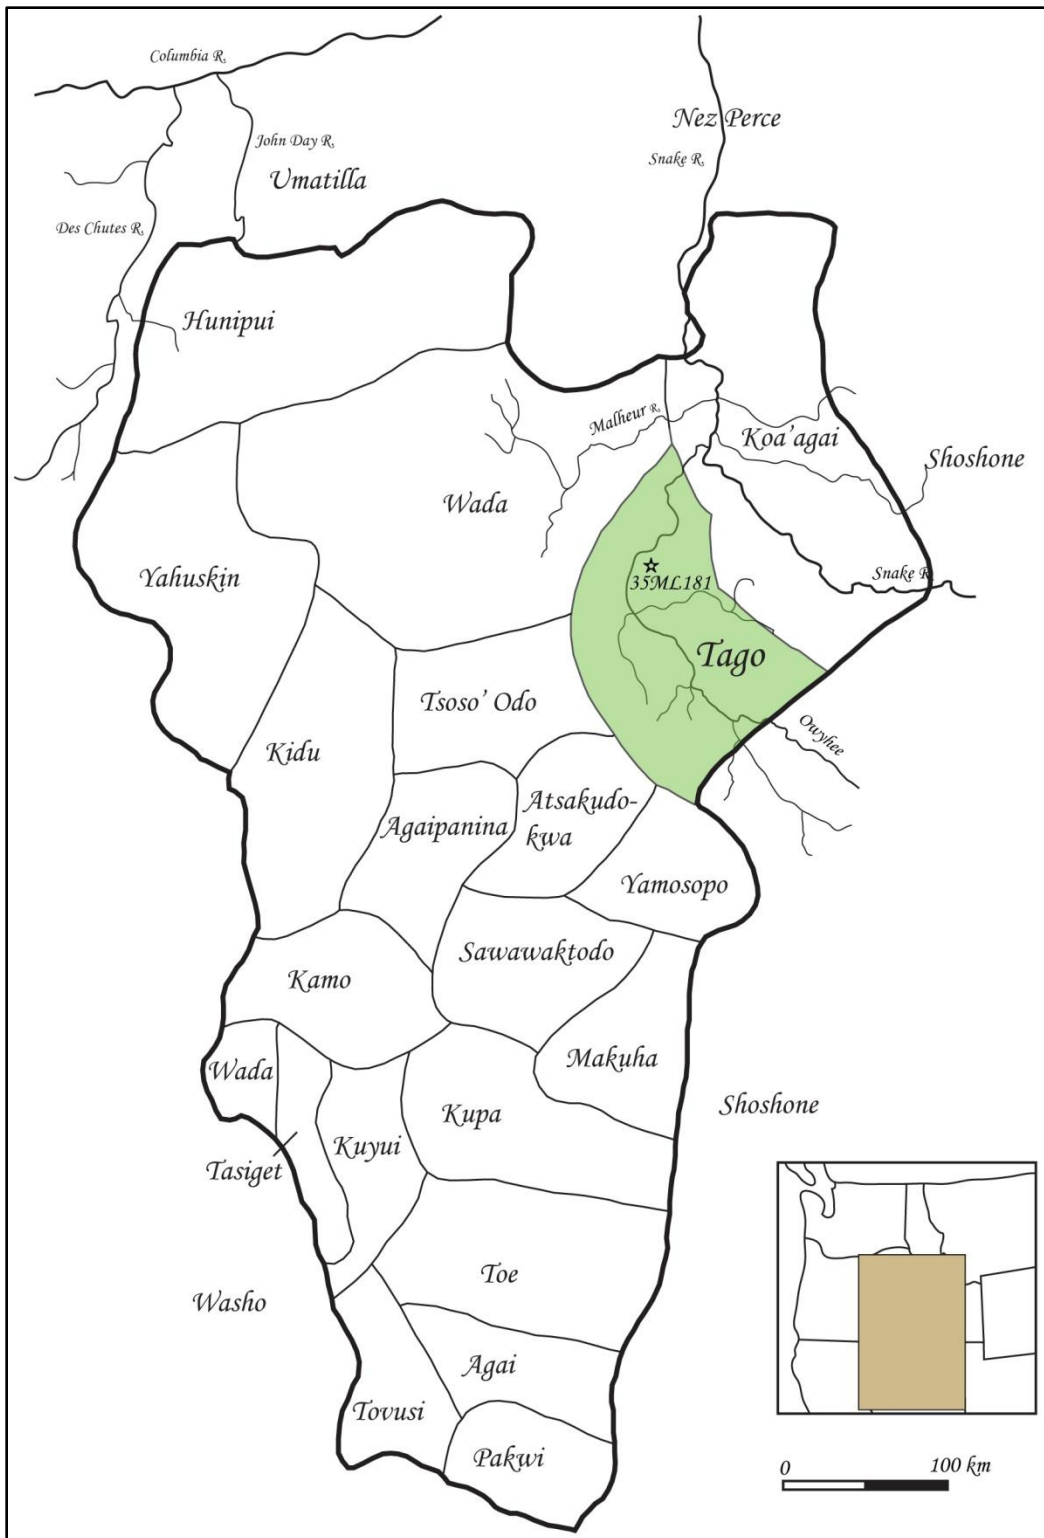 Columbia R.
John Day R.
Nez Perce
Snake R.
Umatilla
Des Chutes R.
Hunipui
Malheur R.
Koa'agai
Shoshone
Wada
Yahuskin
Snake R.
35ML181
Tago
Tsoso' Odo
Owyhee
Kidu
Agaipanina
Atsakudo-
kwa
Yamosopo
Sawawaktodo
Kamo
Makuha
Wada
Shoshone
Kupa
Kuyui
Tasiget
Toe
Washo
Agai
Tovusi
Pakwi
0
100 km